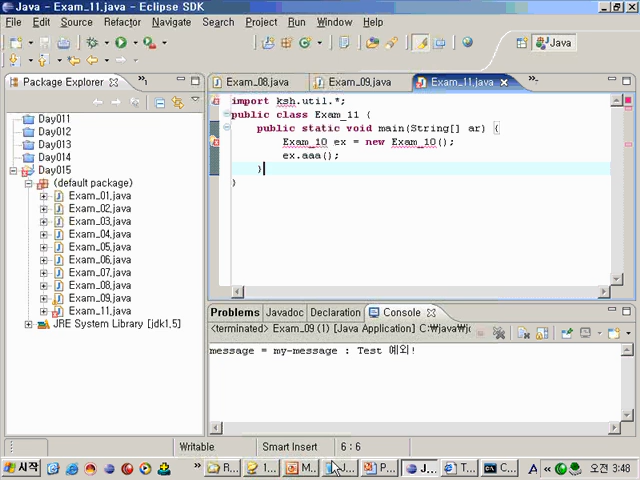 Java - Exam_11.java - Eclipse SDK
File Edit Source Refactor Navigate Search Project Run Window Help
Java
Package Explorer
Exam_08.java Exam_09.java Exam_11.java
Day011
Day012
Day013
Day014
Day015
(default package)
Exam_01.java
Exam_02.java
Exam_03.java
Exam_04.java
Exam_05.java
Exam_06.java
Exam_07.java
Exam_08.java
Exam_09.java
Exam_11.java
JRE System Library [jdk1,5]
import ksh.util.*;
public class Exam_11 {
public static void main(String[] ar) {
Exam_10 ex = new Exam_10();
ex.aaa();
}
}
Problems Javadoc Declaration Console
<terminated> Exam_09 (1) [Java Application] C:₩java₩jc
message = my-message : Test 예외!
Writable Smart Insert 6 : 6
시작 R... 1... M... J... P... J... T... C... A 오후 3:48